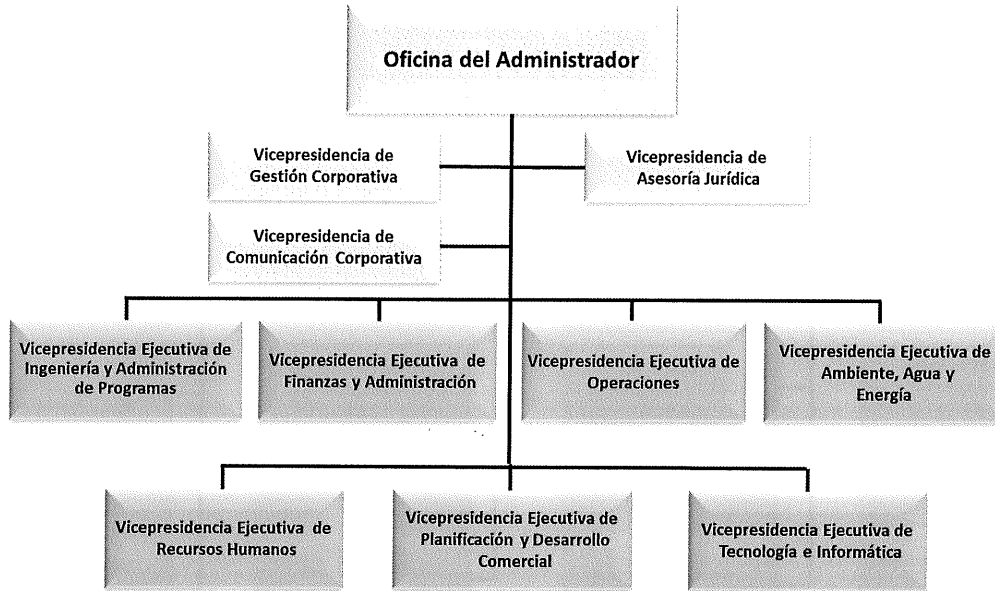 Oficina del Administrador
Vicepresidencia de
Gestión Corporativa
Vicepresidencia de
Asesoría Jurídica
Vicepresidencia de
Comunicación Corporativa
Vicepresidencia Ejecutiva de
Ingeniería y Administración
de Programas
Vicepresidencia Ejecutiva de
Finanzas y Administración
Vicepresidencia Ejecutiva de
Operaciones
Vicepresidencia Ejecutiva de
Ambiente, Agua y
Energía
Vicepresidencia Ejecutiva de
Recursos Humanos
Vicepresidencia Ejecutiva de
Planificación y Desarrollo
Comercial
Vicepresidencia Ejecutiva de
Tecnología e Informática